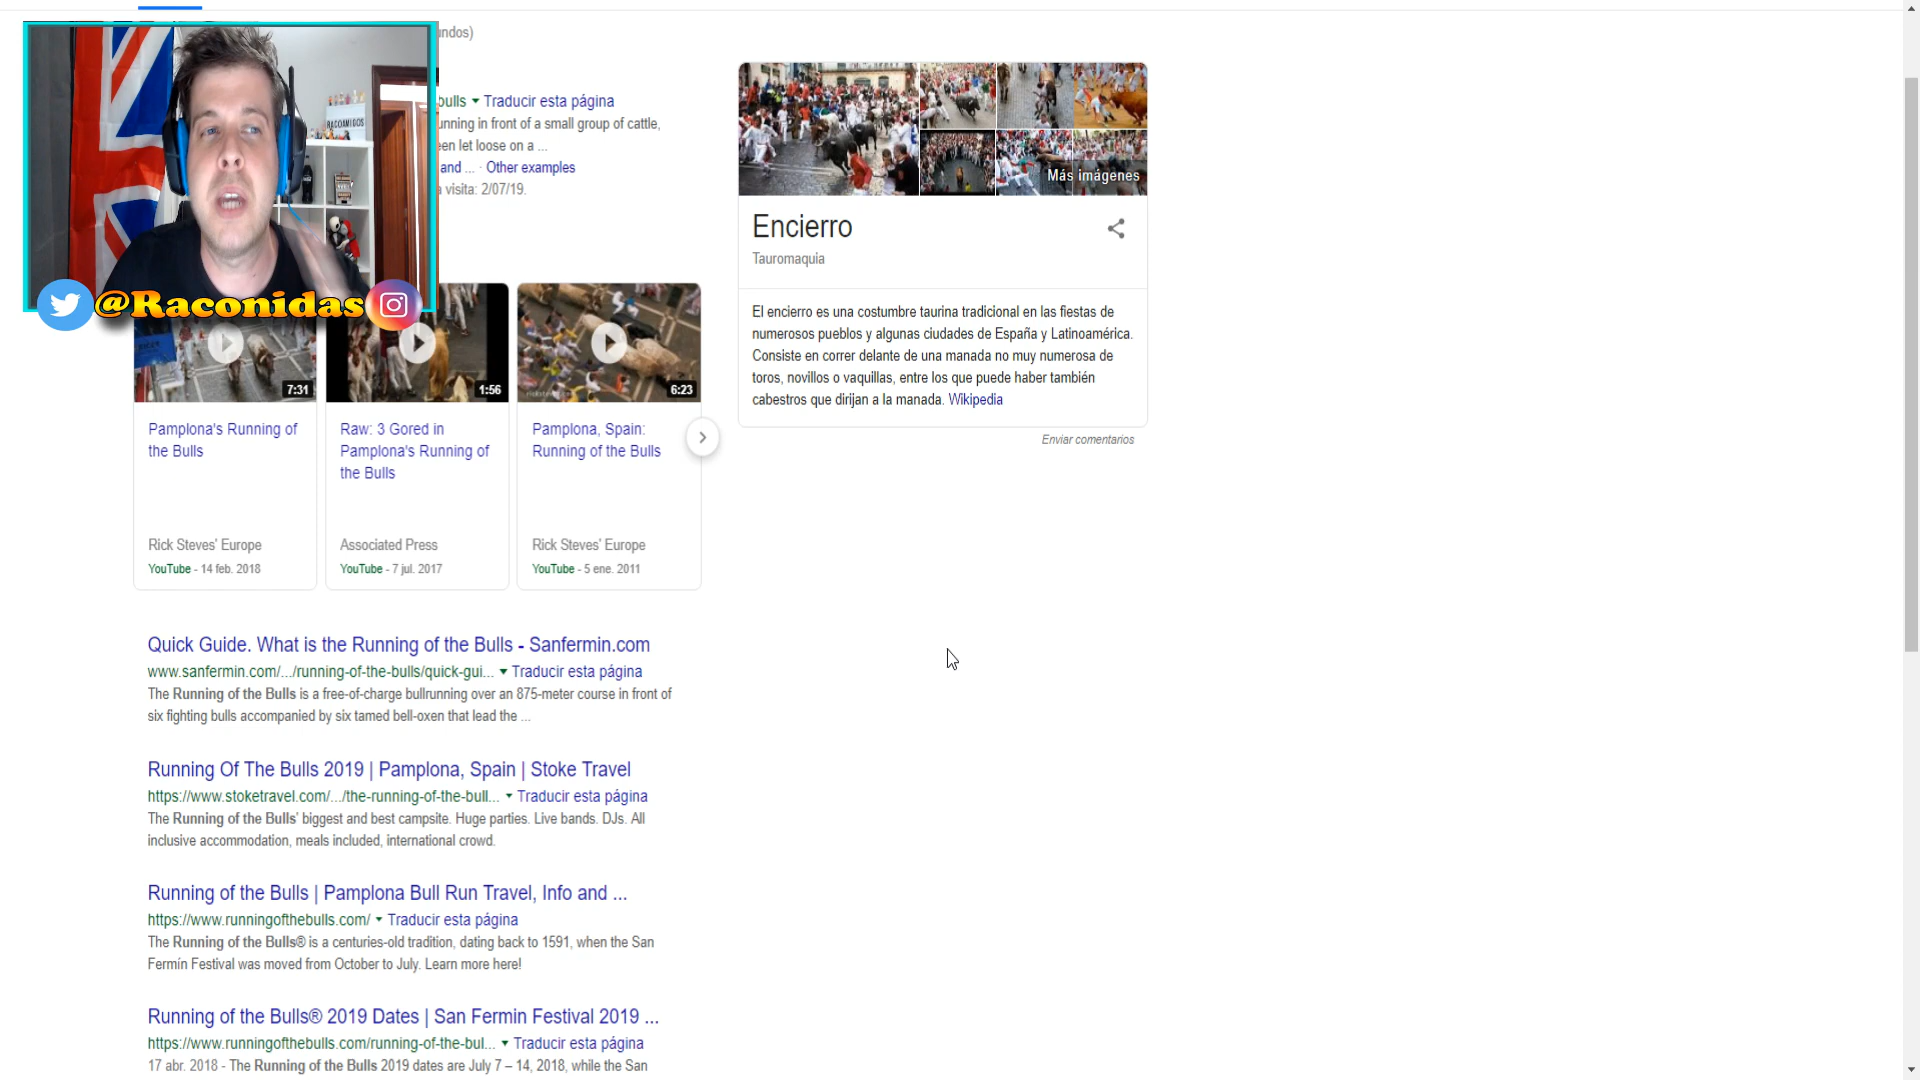 undos)
bulls ▾ Traducir esta página
unning in front of a small group of cattle,
een let loose on a ...
and ... · Other examples
a visita: 2/07/19.
RACOAMIGOS
@Raconidas
7:31
1:56
6:23
Pamplona's Running of
the Bulls
Rick Steves' Europe
YouTube - 14 feb. 2018
Raw: 3 Gored in
Pamplona's Running of
the Bulls
Associated Press
YouTube - 7 jul. 2017
Pamplona, Spain:
Running of the Bulls
Rick Steves' Europe
YouTube - 5 ene. 2011
Quick Guide. What is the Running of the Bulls - Sanfermin.com
www.sanfermin.com/.../running-of-the-bulls/quick-gui... ▾ Traducir esta página
The Running of the Bulls is a free-of-charge bullrunning over an 875-meter course in front of
six fighting bulls accompanied by six tamed bell-oxen that lead the ...
Running Of The Bulls 2019 | Pamplona, Spain | Stoke Travel
https://www.stoketravel.com/.../the-running-of-the-bull... ▾ Traducir esta página
The Running of the Bulls' biggest and best campsite. Huge parties. Live bands. DJs. All
inclusive accommodation, meals included, international crowd.
Running of the Bulls | Pamplona Bull Run Travel, Info and ...
https://www.runningofthebulls.com/ ▾ Traducir esta página
The Running of the Bulls® is a centuries-old tradition, dating back to 1591, when the San
Fermín Festival was moved from October to July. Learn more here!
Running of the Bulls® 2019 Dates | San Fermin Festival 2019 ...
https://www.runningofthebulls.com/running-of-the-bul... ▾ Traducir esta página
17 abr. 2018 - The Running of the Bulls 2019 dates are July 7 – 14, 2018, while the San
Más imágenes
Encierro
Tauromaquia
El encierro es una costumbre taurina tradicional en las fiestas de
numerosos pueblos y algunas ciudades de España y Latinoamérica.
Consiste en correr delante de una manada no muy numerosa de
toros, novillos o vaquillas, entre los que puede haber también
cabestros que dirijan a la manada. Wikipedia
Enviar comentarios